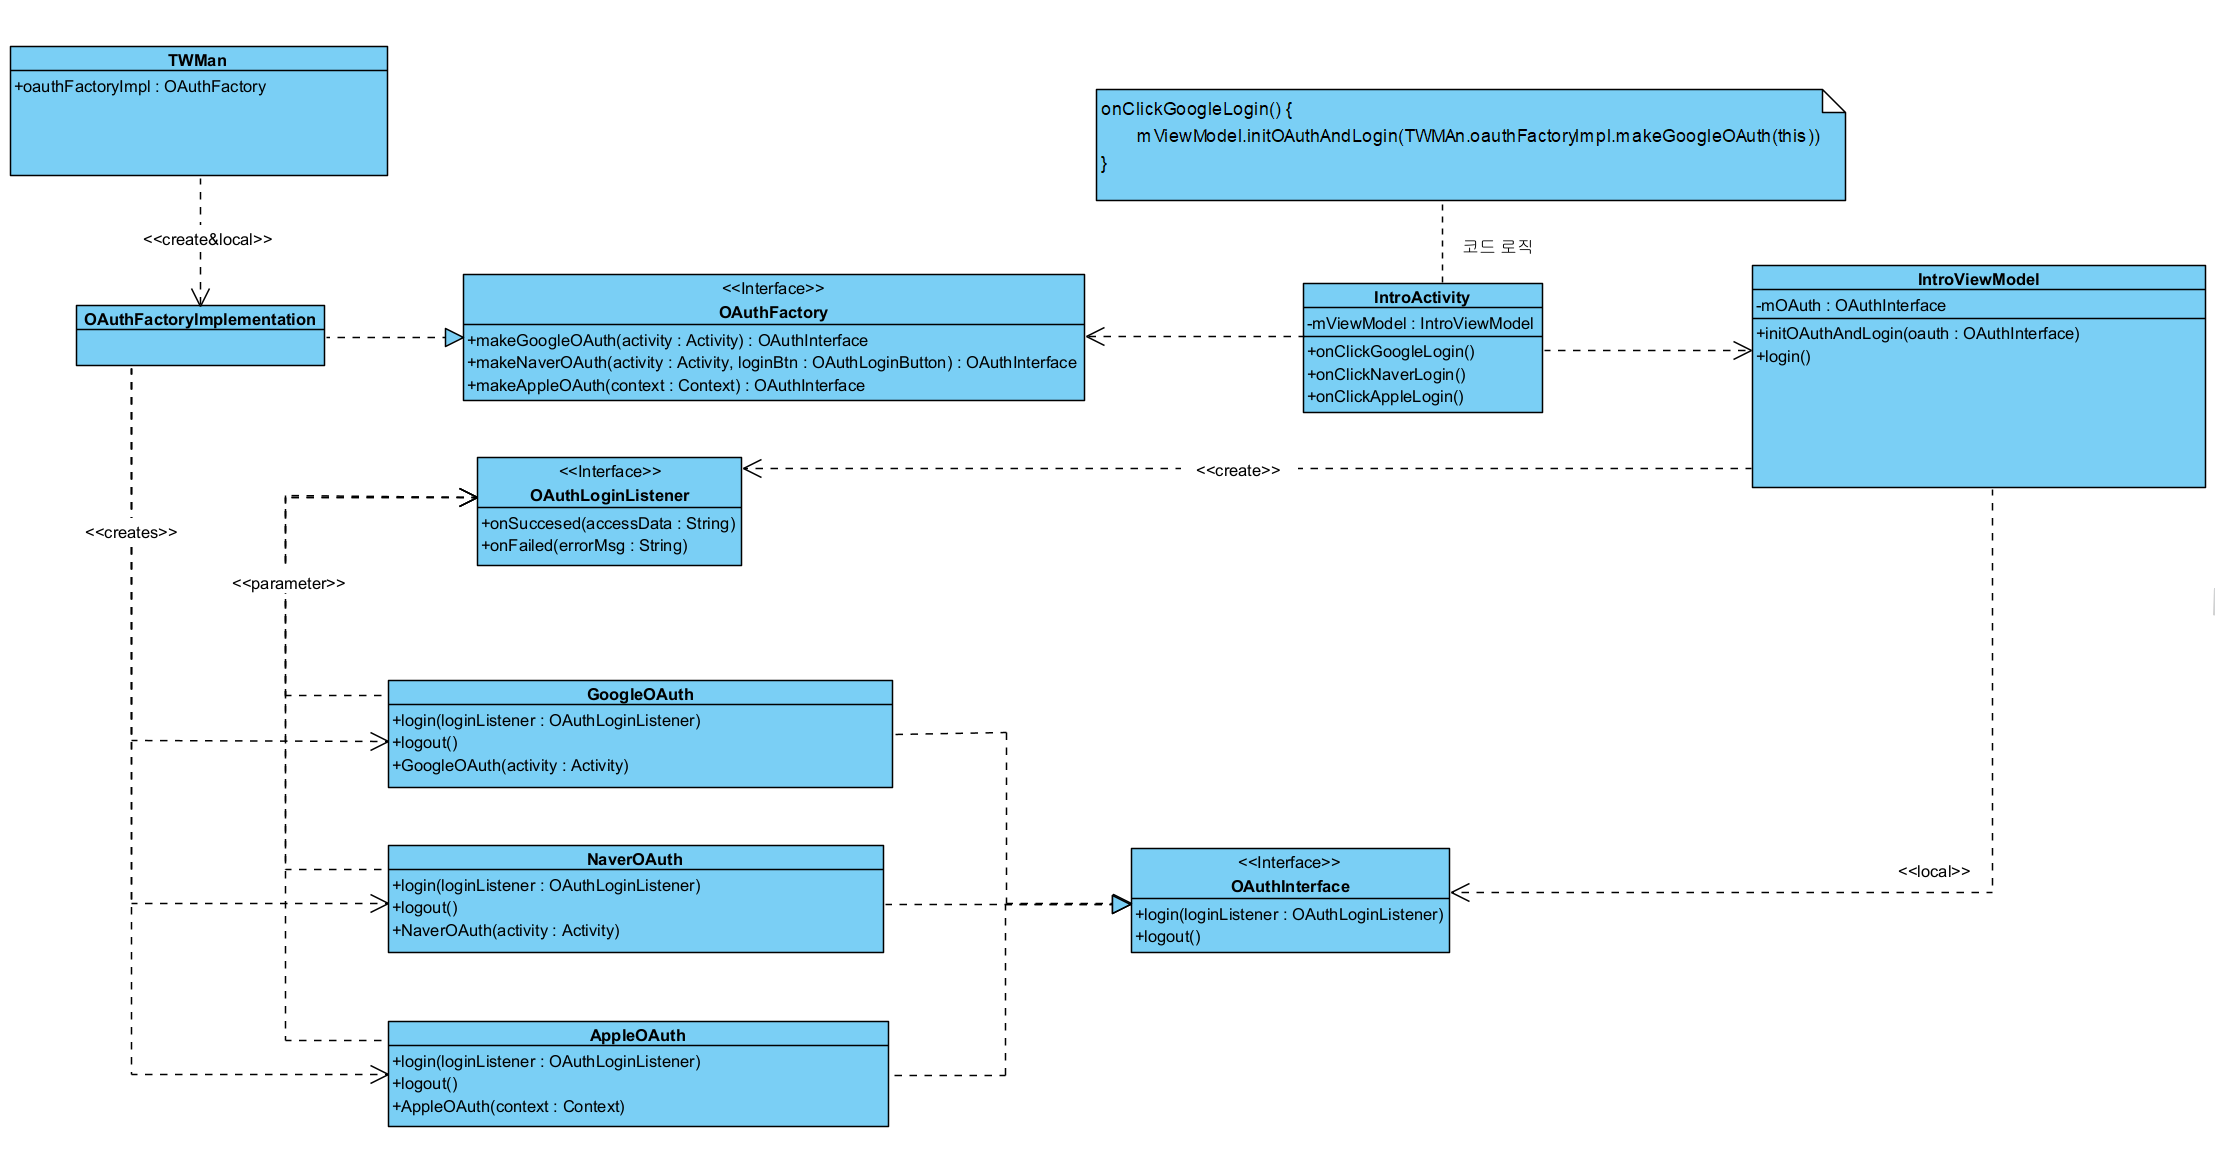 TWMan
+oauthFactoryImpl : OAuthFactory
onClickGoogleLogin() {
mViewModel.initOAuthAndLogin(TWMAn.oauthFactoryImpl.makeGoogleOAuth(this))
}
<<create&local>>
코드 로직
OAuthFactoryImplementation
<<Interface>>
OAuthFactory
+makeGoogleOAuth(activity : Activity) : OAuthInterface
+makeNaverOAuth(activity : Activity, loginBtn : OAuthLoginButton) : OAuthInterface
+makeAppleOAuth(context : Context) : OAuthInterface
IntroActivity
-mViewModel : IntroViewModel
+onClickGoogleLogin()
+onClickNaverLogin()
+onClickAppleLogin()
IntroViewModel
-mOAuth : OAuthInterface
+initOAuthAndLogin(oauth : OAuthInterface)
+login()
<<Interface>>
OAuthLoginListener
+onSuccesed(accessData : String)
+onFailed(errorMsg : String)
<<create>>
<<creates>>
<<parameter>>
GoogleOAuth
+login(loginListener : OAuthLoginListener)
+logout()
+GoogleOAuth(activity : Activity)
NaverOAuth
+login(loginListener : OAuthLoginListener)
+logout()
+NaverOAuth(activity : Activity)
<<Interface>>
OAuthInterface
+login(loginListener : OAuthLoginListener)
+logout()
<<local>>
AppleOAuth
+login(loginListener : OAuthLoginListener)
+logout()
+AppleOAuth(context : Context)